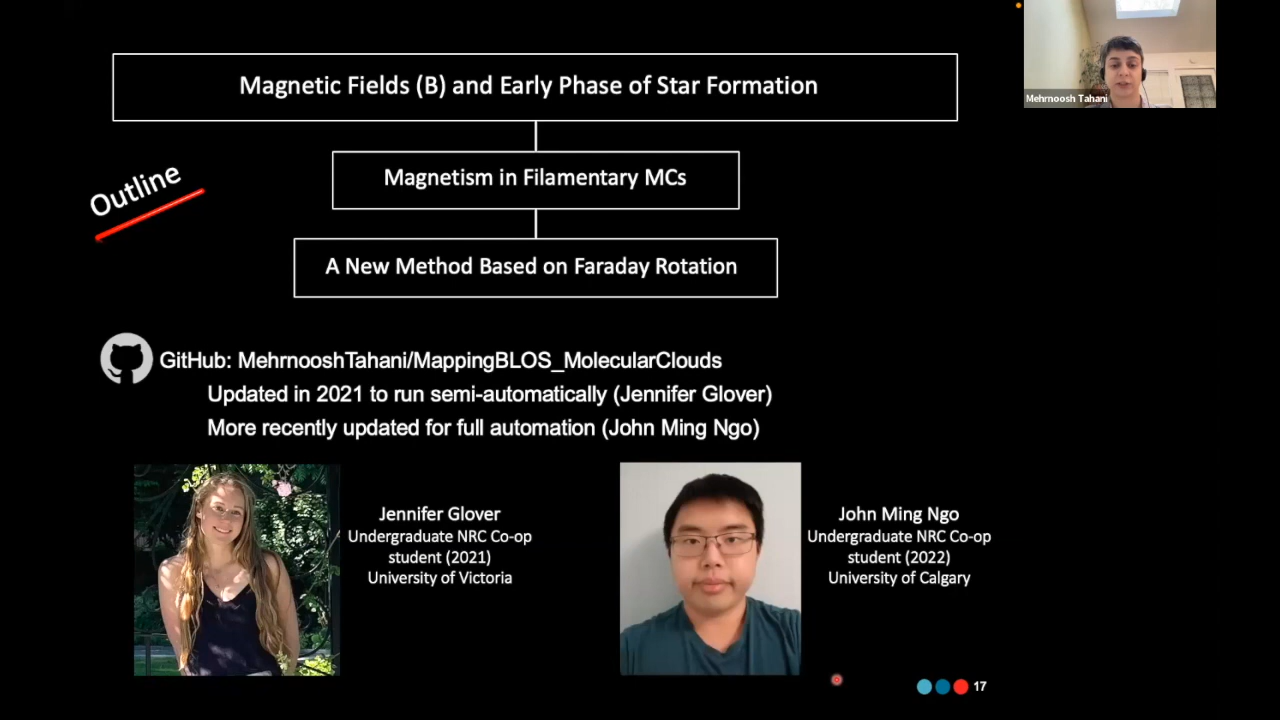 Magnetic Fields (B) and Early Phase of Star Formation
Mehrnoosh Tahani
Outline
Magnetism in Filamentary MCs
A New Method Based on Faraday Rotation
GitHub: MehrnooshTahani/MappingBLOS_MolecularClouds
Updated in 2021 to run semi-automatically (Jennifer Glover)
More recently updated for full automation (John Ming Ngo)
Jennifer Glover
Undergraduate NRC Co-op
student (2021)
University of Victoria
John Ming Ngo
Undergraduate NRC Co-op
student (2022)
University of Calgary
17